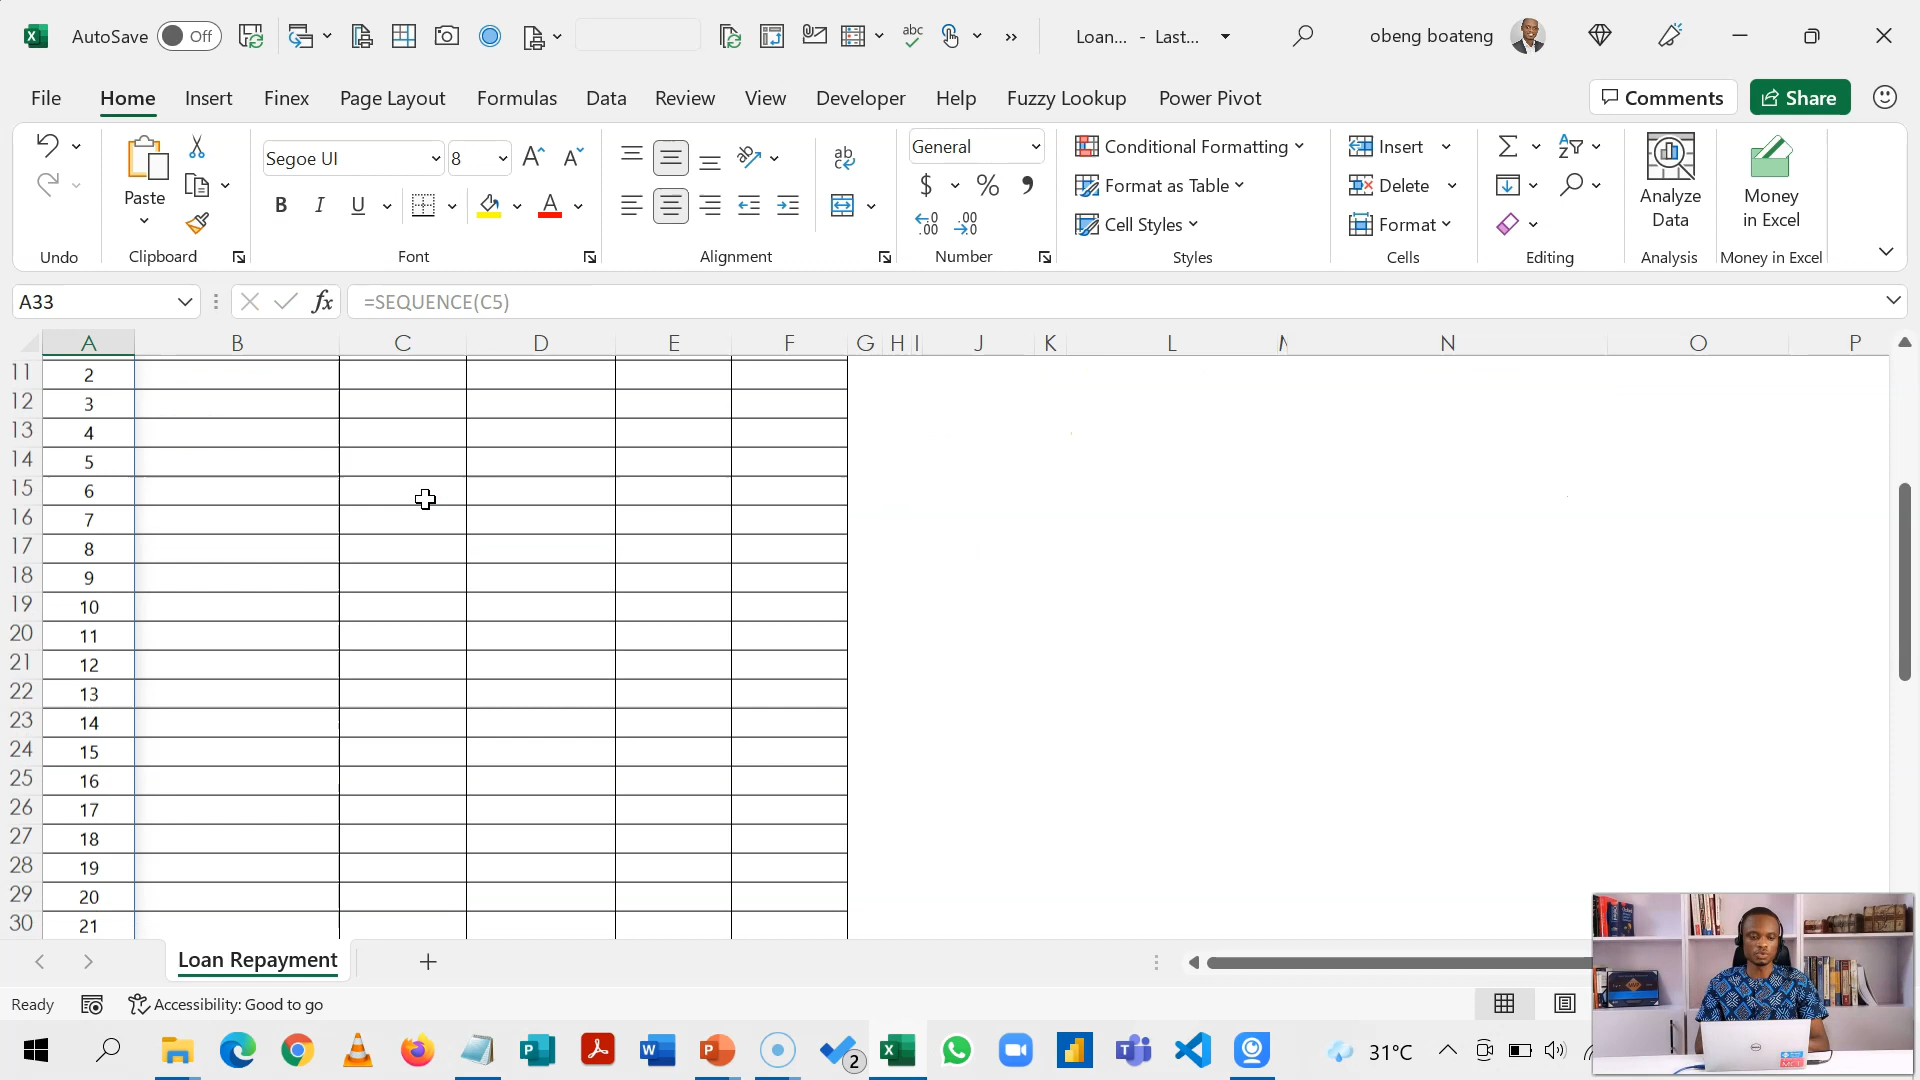 AutoSave Off Loan... - Last... obeng boateng
File Home Insert Finex Page Layout Formulas Data Review View Developer Help Fuzzy Lookup Power Pivot Comments Share
Segoe UI 8 General Conditional Formatting Insert
Paste Format as Table Delete Analyze Data Money in Excel
B I U Cell Styles Format
Undo Clipboard Font Alignment Number Styles Cells Editing Analysis Money in Excel
A33 fx =SEQUENCE(C5)
A B C D E F G H I J K L N O P
11 2
12 3
13 4
14 5
15 6
16 7
17 8
18 9
19 10
20 11
21 12
22 13
23 14
24 15
25 16
26 17
27 18
28 19
29 20
30 21
Loan Repayment
Ready Accessibility: Good to go
2 31°C